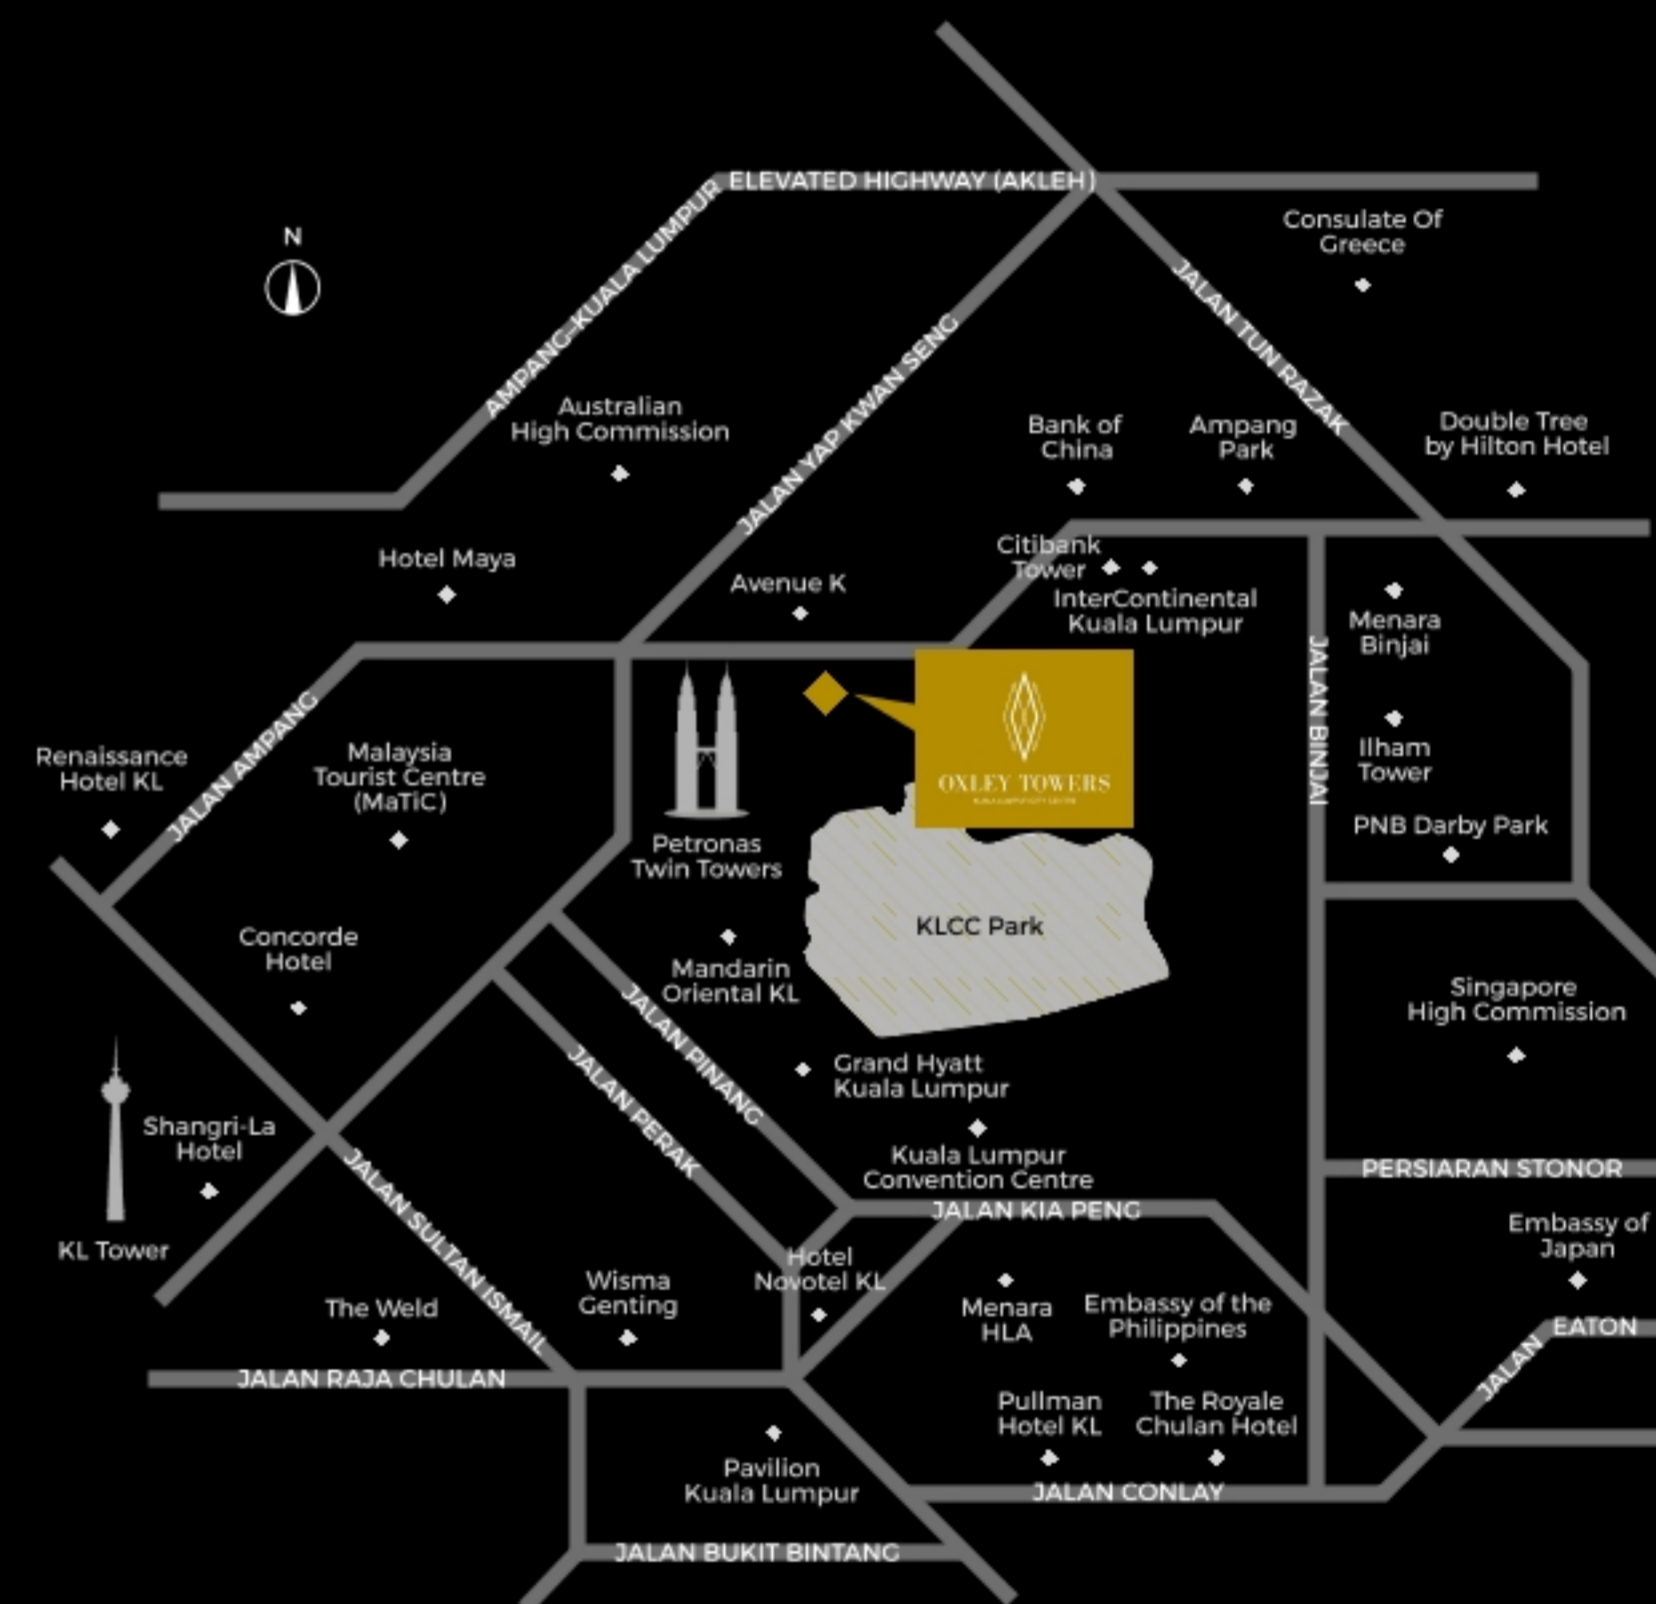 ELEVATED HIGHWAY (AKLEH)
AMPANG-KUALA LUMPUR
Consulate Of
Greece
N
JALAN TUN RAZAK
JALAN YAP KWAN SENG
Australian
High Commission
Bank of
China
Ampang
Park
Double Tree
by Hilton Hotel
Hotel Maya
Avenue K
Citibank
Tower
InterContinental
Kuala Lumpur
Menara
Binjai
JALAN BINJAI
Ilham
Tower
PNB Darby Park
OXLEY TOWERS
JALAN AMPANG
Renaissance
Hotel KL
Malaysia
Tourist Centre
(MaTiC)
Petronas
Twin Towers
KLCC Park
Concorde
Hotel
Mandarin
Oriental KL
JALAN PINANG
JALAN PERAK
Singapore
High Commission
Grand Hyatt
Kuala Lumpur
Shangri-La
Hotel
Kuala Lumpur
Convention Centre
PERSIARAN STONOR
JALAN KIA PENG
KL Tower
JALAN SULTAN ISMAIL
Embassy of
Japan
Hotel
Novotel KL
Wisma
Genting
The Weld
Menara
HLA
Embassy of the
Philippines
JALAN EATON
JALAN RAJA CHULAN
Pullman
Hotel KL
The Royale
Chulan Hotel
Pavilion
Kuala Lumpur
JALAN CONLAY
JALAN BUKIT BINTANG